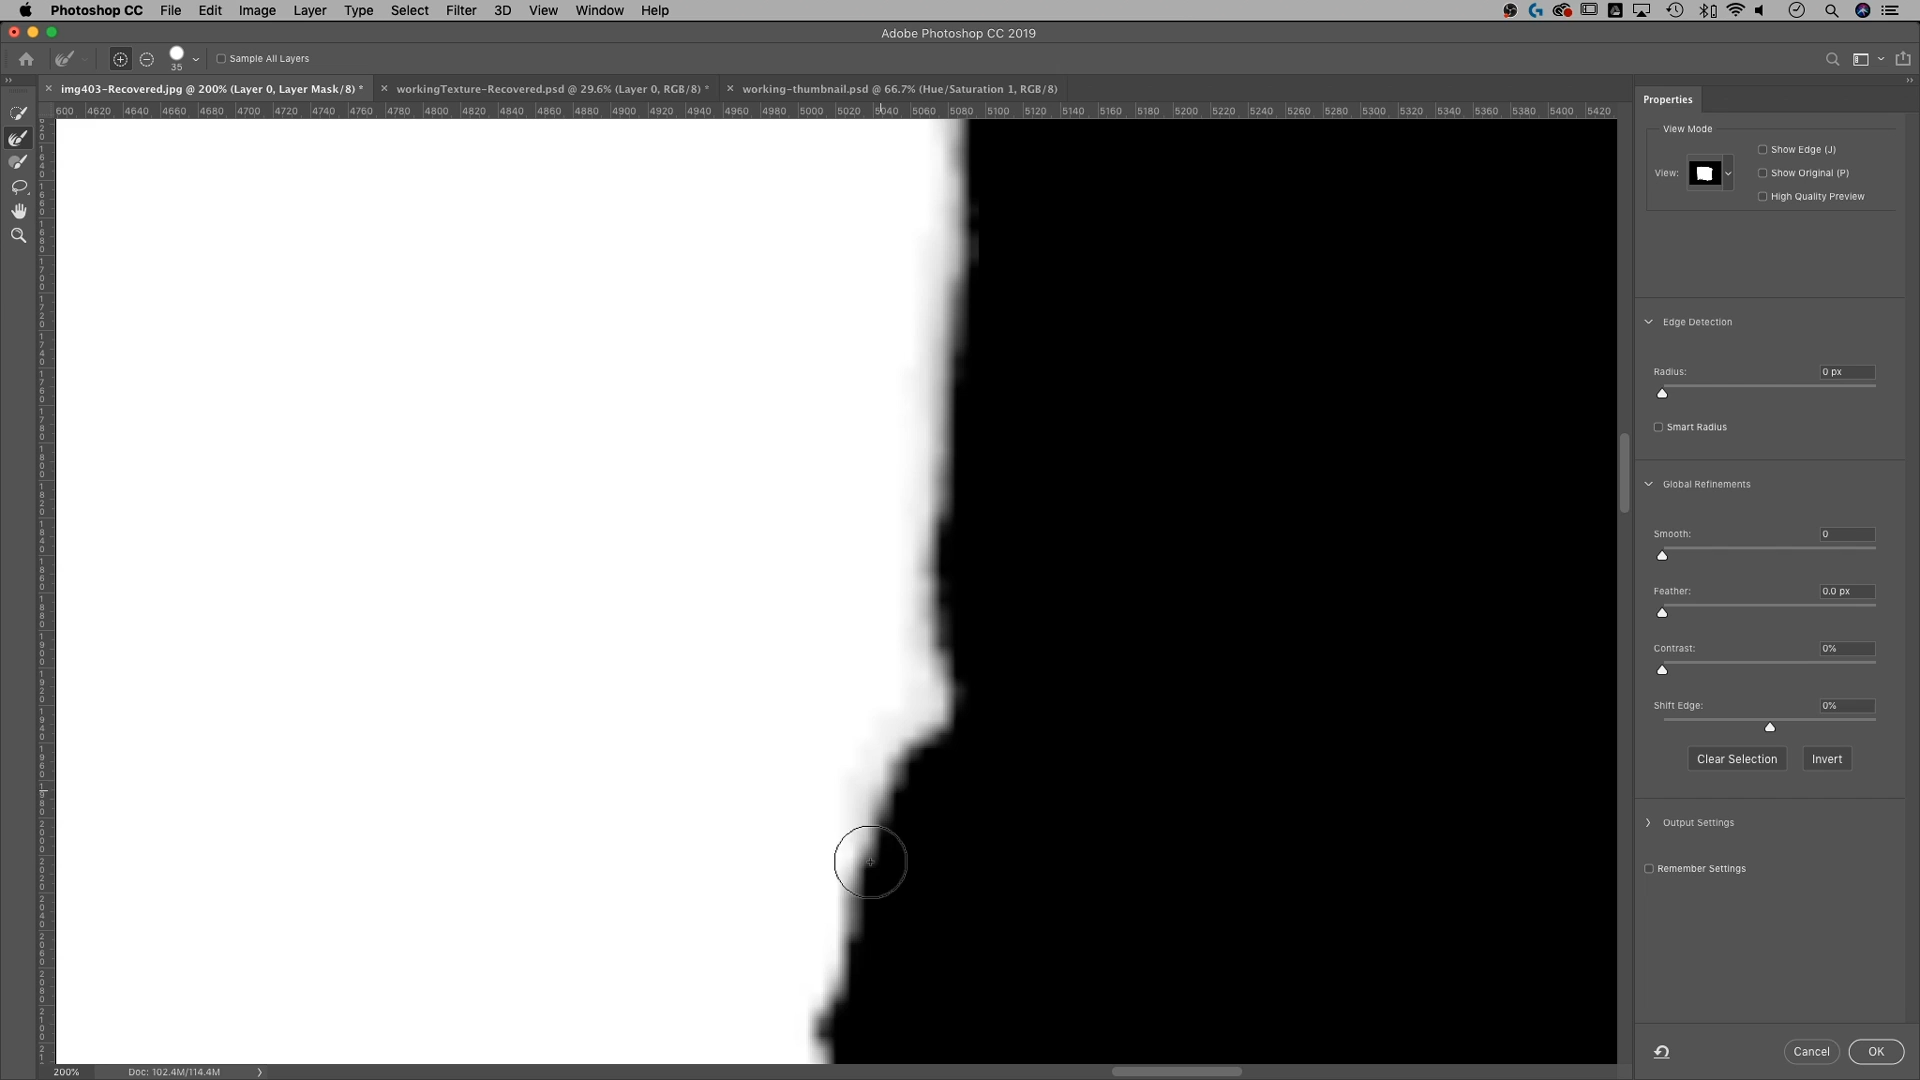 Photoshop CC File Edit Image Layer Type Select Filter 3D View Window Help
Adobe Photoshop CC 2019
35 Sample All Layers
img403-Recovered.jpg @ 200% (Layer 0, Layer Mask/8) * workingTexture-Recovered.psd @ 29.6% (Layer 0, RGB/8) * working-thumbnail.psd @ 66.7% (Hue/Saturation 1, RGB/8)
600 4620 4640 4660 4680 4700 4720 4740 4760 4780 4800 4820 4840 4860 4880 4900 4920 4940 4960 4980 5000 5020 5040 5060 5080 5100 5120 5140 5160 5180 5200 5220 5240 5260 5280 5300 5320 5340 5360 5380 5400 5420
Properties
View Mode
View:
Show Edge (J)
Show Original (P)
High Quality Preview
Edge Detection
Radius: 0 px
Smart Radius
Global Refinements
Smooth: 0
Feather: 0.0 px
Contrast: 0%
Shift Edge: 0%
Clear Selection Invert
Output Settings
Remember Settings
Cancel OK
200% Doc: 102.4M/114.4M